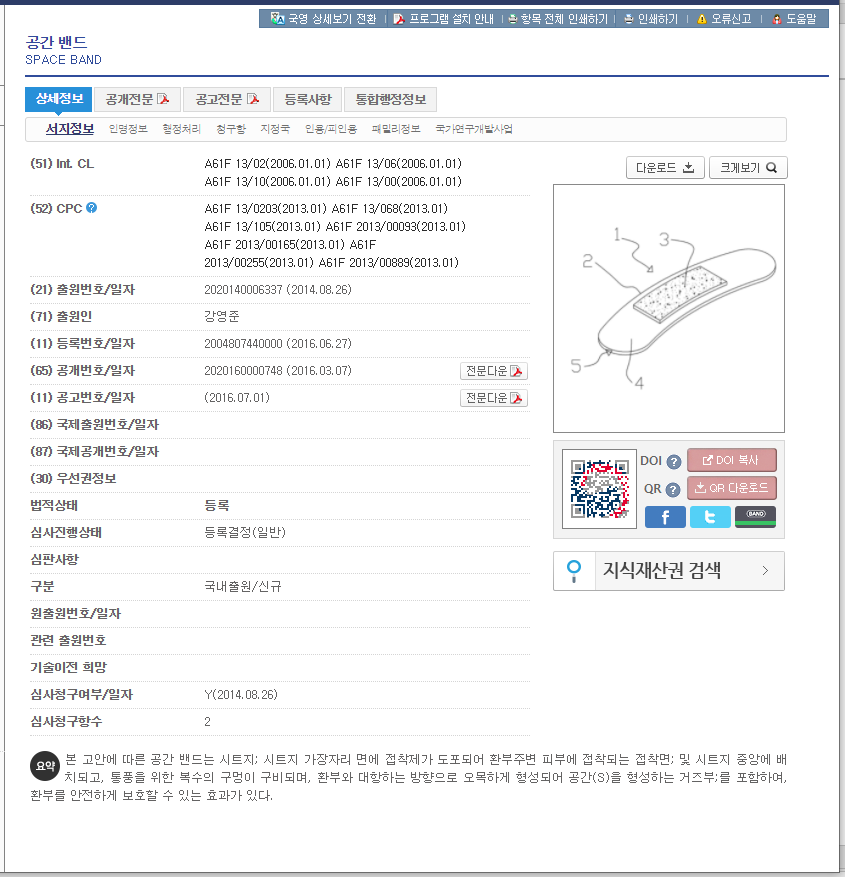 국영 상세보기 전환 | 프로그램 설치 안내 | 항목 전체 인쇄하기 | 인쇄하기 | 오류신고 | 도움말
공간 밴드
SPACE BAND
상세정보 공개전문 공고전문 등록사항 통합행정정보
서지정보 인명정보 행정처리 청구항 지정국 인용/피인용 패밀리정보 국가연구개발사업
(51) Int. CL A61F 13/02(2006.01.01) A61F 13/06(2006.01.01)
A61F 13/10(2006.01.01) A61F 13/00(2006.01.01)
다운로드 크게보기
(52) CPC ? A61F 13/0203(2013.01) A61F 13/068(2013.01)
A61F 13/105(2013.01) A61F 2013/00093(2013.01)
A61F 2013/00165(2013.01) A61F
2013/00255(2013.01) A61F 2013/00889(2013.01)
1 3
2
5 4
(21) 출원번호/일자 2020140006337 (2014.08.26)
(71) 출원인 강영준
(11) 등록번호/일자 2004807440000 (2016.06.27)
(65) 공개번호/일자 2020160000748 (2016.03.07) 전문다운
(11) 공고번호/일자 (2016.07.01) 전문다운
(86) 국제출원번호/일자
(87) 국제공개번호/일자
(30) 우선권정보
법적상태 등록
심사진행상태 등록결정(일반)
심판사항
구분 국내출원/신규
원출원번호/일자
관련 출원번호
기술이전 희망
심사청구여부/일자 Y(2014.08.26)
심사청구항수 2
DOI ? DOI 복사
QR ? QR 다운로드
f t BAND
지식재산권 검색
요약 본 고안에 따른 공간 밴드는 시트지; 시트지 가장자리 면에 접착제가 도포되어 환부주변 피부에 접착되는 접착면; 및 시트지 중앙에 배
치되고, 통풍을 위한 복수의 구멍이 구비되며, 환부와 대항하는 방향으로 오목하게 형성되어 공간(S)을 형성하는 거즈부;를 포함하여,
환부를 안전하게 보호할 수 있는 효과가 있다.